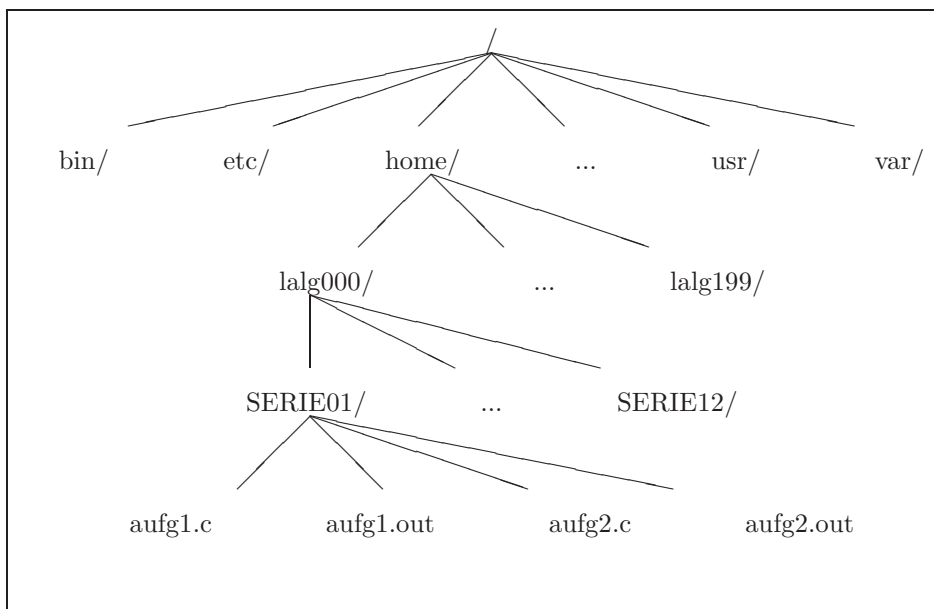 /
bin/ etc/ home/ ... usr/ var/
lalg000/ ... lalg199/
SERIE01/ ... SERIE12/
aufg1.c aufg1.out aufg2.c aufg2.out